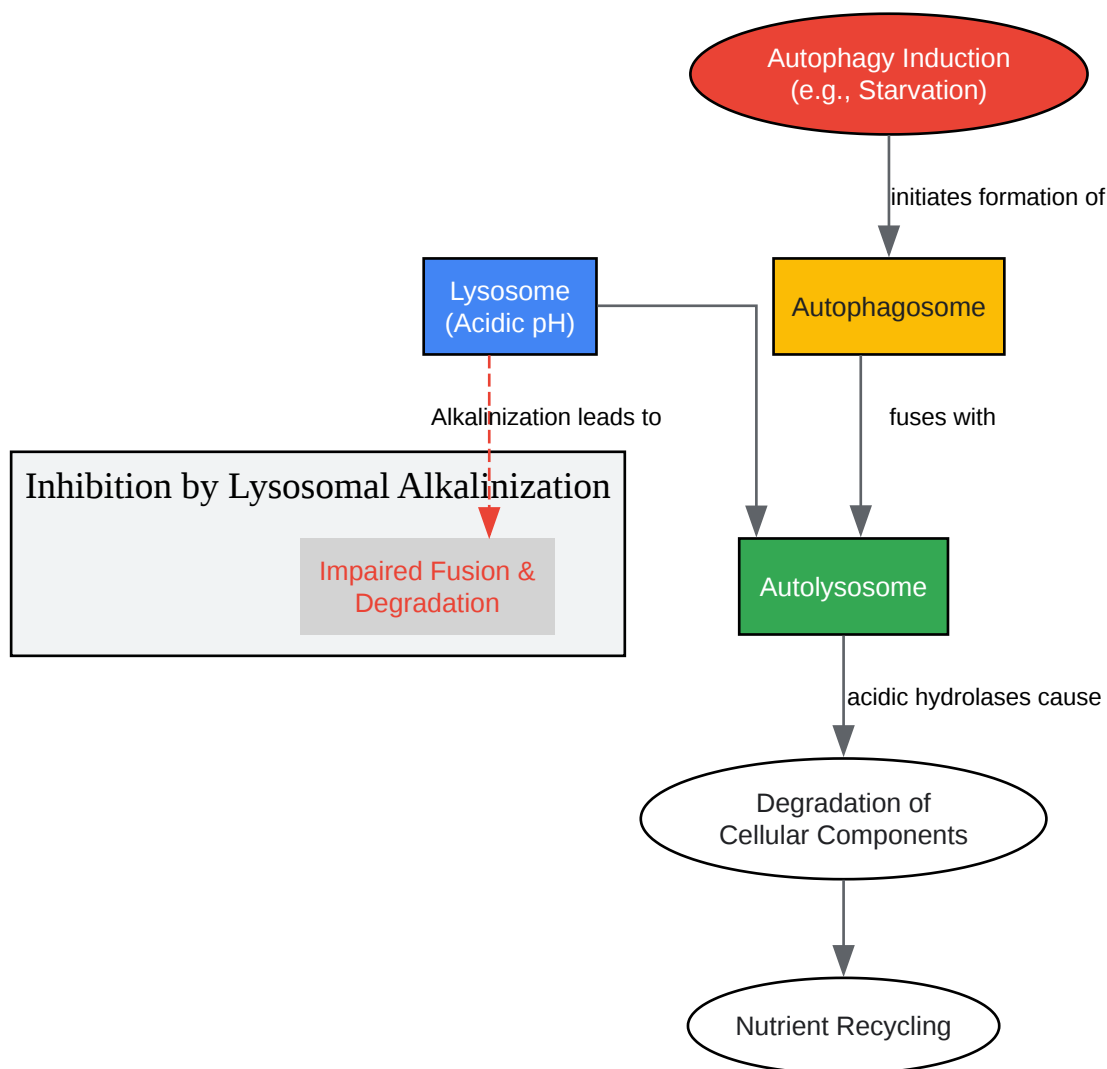 Autophagy Induction
(e.g., Starvation)
initiates formation of
Lysosome
(Acidic pH)
Autophagosome
Alkalinization leads to
fuses with
Inhibition by Lysosomal Alkalinization
Impaired Fusion &
Degradation
Autolysosome
acidic hydrolases cause
Degradation of
Cellular Components
Nutrient Recycling